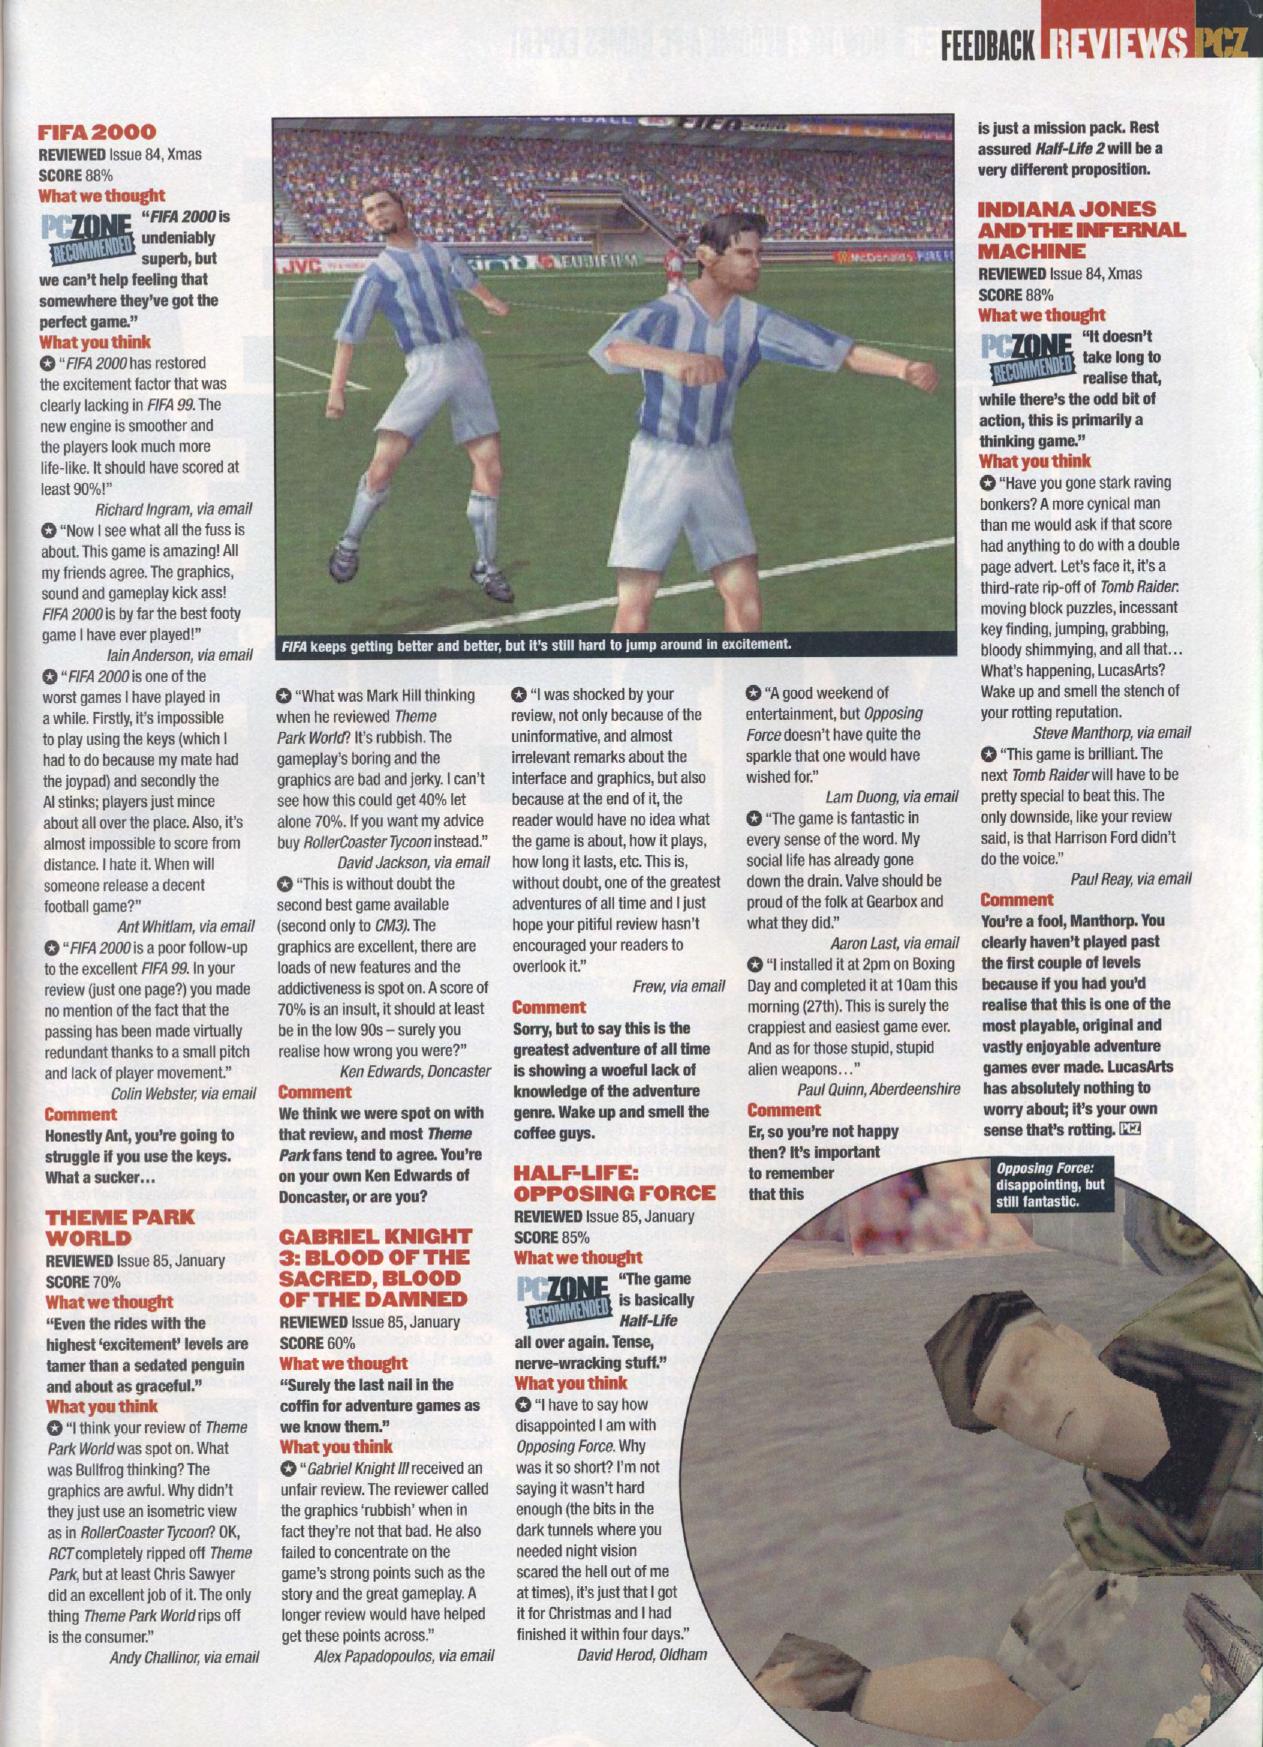 FEEDBACK REVIEWS PCZ
FIFA 2000
REVIEWED Issue 84, Xmas
SCORE 88%
What we thought
PCZONE
RECOMMENDED
"FIFA 2000 is
undeniably
superb, but
we can't help feeling that
somewhere they've got the
perfect game."
What you think
"FIFA 2000 has restored
the excitement factor that was
clearly lacking in FIFA 99. The
new engine is smoother and
the players look much more
life-like. It should have scored at
least 90%!"
Richard Ingram, via email
"Now I see what all the fuss is
about. This game is amazing! All
my friends agree. The graphics,
sound and gameplay kick ass!
FIFA 2000 is by far the best footy
game I have ever played!"
Iain Anderson, via email
"FIFA 2000 is one of the
worst games I have played in
a while. Firstly, it's impossible
to play using the keys (which I
had to do because my mate had
the joypad) and secondly the
AI stinks; players just mince
about all over the place. Also, it's
almost impossible to score from
distance. I hate it. When will
someone release a decent
football game?"
Ant Whitlam, via email
"FIFA 2000 is a poor follow-up
to the excellent FIFA 99. In your
review (just one page?) you made
no mention of the fact that the
passing has been made virtually
redundant thanks to a small pitch
and lack of player movement."
Colin Webster, via email
Comment
Honestly Ant, you're going to
struggle if you use the keys.
What a sucker...
THEME PARK
WORLD
REVIEWED Issue 85, January
SCORE 70%
What we thought
"Even the rides with the
highest 'excitement' levels are
tamer than a sedated penguin
and about as graceful."
What you think
"I think your review of Theme
Park World was spot on. What
was Bullfrog thinking? The
graphics are awful. Why didn't
they just use an isometric view
as in RollerCoaster Tycoon? OK,
RCT completely ripped off Theme
Park, but at least Chris Sawyer
did an excellent job of it. The only
thing Theme Park World rips off
is the consumer."
Andy Challinor, via email
JVC
FUJIFILM
McDonalds
FIFA keeps getting better and better, but it's still hard to jump around in excitement.
"What was Mark Hill thinking
when he reviewed Theme
Park World? It's rubbish. The
gameplay's boring and the
graphics are bad and jerky. I can't
see how this could get 40% let
alone 70%. If you want my advice
buy RollerCoaster Tycoon instead."
David Jackson, via email
"This is without doubt the
second best game available
(second only to CM3). The
graphics are excellent, there are
loads of new features and the
addictiveness is spot on. A score of
70% is an insult, it should at least
be in the low 90s – surely you
realise how wrong you were?"
Ken Edwards, Doncaster
Comment
We think we were spot on with
that review, and most Theme
Park fans tend to agree. You're
on your own Ken Edwards of
Doncaster, or are you?
GABRIEL KNIGHT
3: BLOOD OF THE
SACRED, BLOOD
OF THE DAMNED
REVIEWED Issue 85, January
SCORE 60%
What we thought
"Surely the last nail in the
coffin for adventure games as
we know them."
What you think
"Gabriel Knight III received an
unfair review. The reviewer called
the graphics 'rubbish' when in
fact they're not that bad. He also
failed to concentrate on the
game's strong points such as the
story and the great gameplay. A
longer review would have helped
get these points across."
Alex Papadopoulos, via email
"I was shocked by your
review, not only because of the
uninformative, and almost
irrelevant remarks about the
interface and graphics, but also
because at the end of it, the
reader would have no idea what
the game is about, how it plays,
how long it lasts, etc. This is,
without doubt, one of the greatest
adventures of all time and I just
hope your pitiful review hasn't
encouraged your readers to
overlook it."
Frew, via email
Comment
Sorry, but to say this is the
greatest adventure of all time
is showing a woeful lack of
knowledge of the adventure
genre. Wake up and smell the
coffee guys.
HALF-LIFE:
OPPOSING FORCE
REVIEWED Issue 85, January
SCORE 85%
What we thought
PCZONE
RECOMMENDED
"The game
is basically
Half-Life
all over again. Tense,
nerve-wracking stuff."
What you think
"I have to say how
disappointed I am with
Opposing Force. Why
was it so short? I'm not
saying it wasn't hard
enough (the bits in the
dark tunnels where you
needed night vision
scared the hell out of me
at times), it's just that I got
it for Christmas and I had
finished it within four days."
David Herod, Oldham
"A good weekend of
entertainment, but Opposing
Force doesn't have quite the
sparkle that one would have
wished for."
Lam Duong, via email
"The game is fantastic in
every sense of the word. My
social life has already gone
down the drain. Valve should be
proud of the folk at Gearbox and
what they did."
Aaron Last, via email
"I installed it at 2pm on Boxing
Day and completed it at 10am this
morning (27th). This is surely the
crappiest and easiest game ever.
And as for those stupid, stupid
alien weapons..."
Paul Quinn, Aberdeenshire
Comment
Er, so you're not happy
then? It's important
to remember
that this
is just a mission pack. Rest
assured Half-Life 2 will be a
very different proposition.
INDIANA JONES
AND THE INFERNAL
MACHINE
REVIEWED Issue 84, Xmas
SCORE 88%
What we thought
PCZONE
RECOMMENDED
"It doesn't
take long to
realise that,
while there's the odd bit of
action, this is primarily a
thinking game."
What you think
"Have you gone stark raving
bonkers? A more cynical man
than me would ask if that score
had anything to do with a double
page advert. Let's face it, it's a
third-rate rip-off of Tomb Raider:
moving block puzzles, incessant
key finding, jumping, grabbing,
bloody shimmying, and all that...
What's happening, LucasArts?
Wake up and smell the stench of
your rotting reputation.
Steve Manthorp, via email
"This game is brilliant. The
next Tomb Raider will have to be
pretty special to beat this. The
only downside, like your review
said, is that Harrison Ford didn't
do the voice."
Paul Reay, via email
Comment
You're a fool, Manthorp. You
clearly haven't played past
the first couple of levels
because if you had you'd
realise that this is one of the
most playable, original and
vastly enjoyable adventure
games ever made. LucasArts
has absolutely nothing to
worry about; it's your own
sense that's rotting. PCZ
Opposing Force:
disappointing, but
still fantastic.